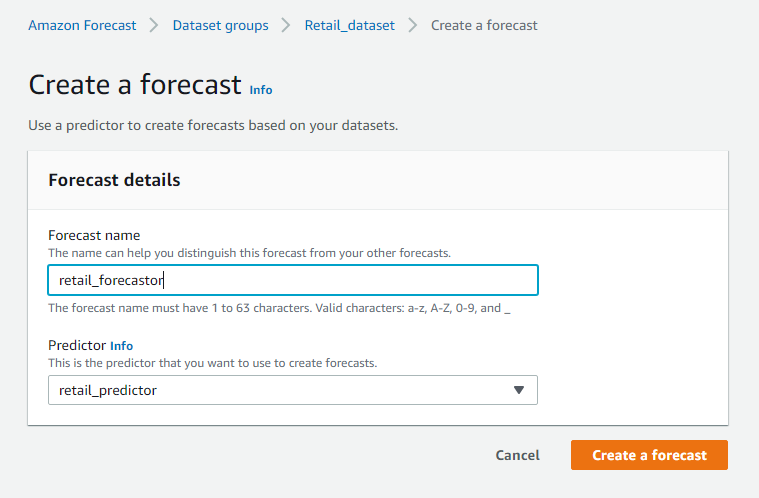 Amazon Forecast > Dataset groups > Retail_dataset > Create a forecast
Create a forecast Info
Use a predictor to create forecasts based on your datasets.
Forecast details
Forecast name
The name can help you distinguish this forecast from your other forecasts.
retail_forecastor
The forecast name must have 1 to 63 characters. Valid characters: a-z, A-Z, 0-9, and _
Predictor Info
This is the predictor that you want to use to create forecasts.
retail_predictor
Cancel Create a forecast